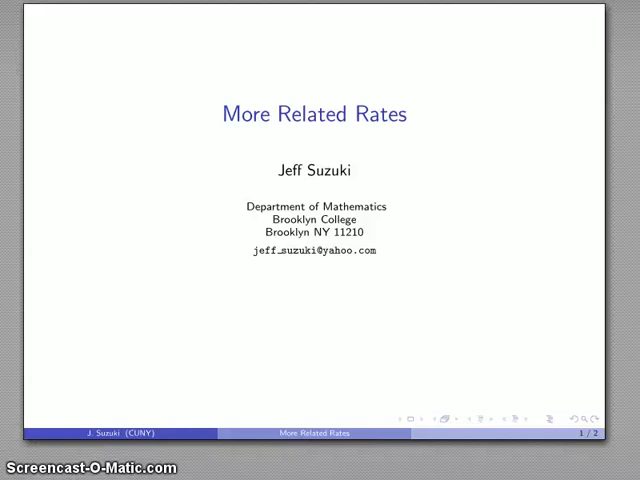 More Related Rates
Jeff Suzuki
Department of Mathematics
Brooklyn College
Brooklyn NY 11210
jeff_suzuki@yahoo.com
J. Suzuki (CUNY)
More Related Rates
1 / 2
Screencast-O-Matic.com